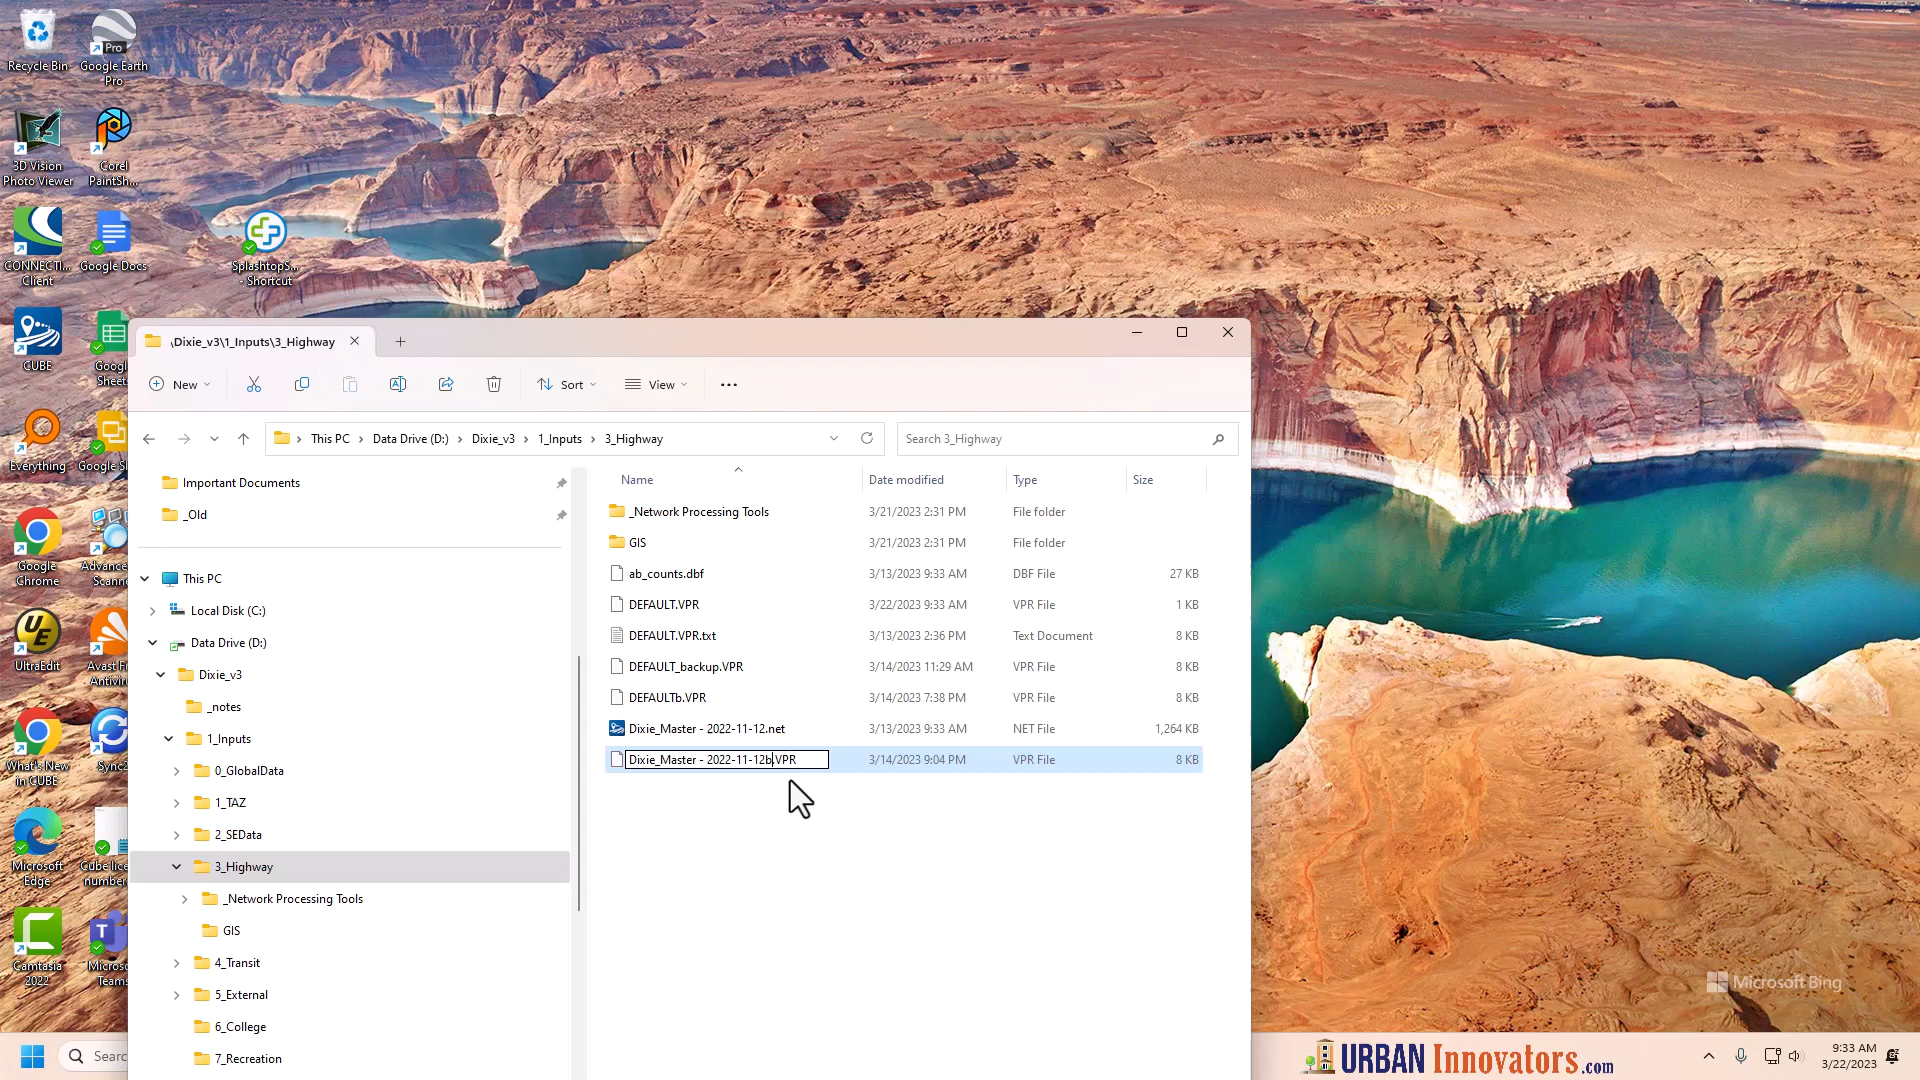 Recycle Bin
Google Earth
Pro
Pro
3D Vision
Photo Viewer
Corel
PaintSh...
CONNECTI...
Client
Google Docs
SplashtopS...
- Shortcut
CUBE
Googl
Sheets
Everything
Google Sl
Google
Chrome
Advance
Scanne
UE
UltraEdit
Avast Fr
Antiviru
What's New
in CUBE
Sync2
Microsoft
Edge
Cube lice
number
Camtasia
2022
T
Microso
Teams
\Dixie_v3\1_Inputs\3_Highway
New
Sort
View
This PC
Data Drive (D:)
Dixie_v3
1_Inputs
3_Highway
Search 3_Highway
Important Documents
_Old
This PC
Local Disk (C:)
Data Drive (D:)
Dixie_v3
_notes
1_Inputs
0_GlobalData
1_TAZ
2_SEData
3_Highway
_Network Processing Tools
GIS
4_Transit
5_External
6_College
7_Recreation
Name Date modified Type Size
_Network Processing Tools 3/21/2023 2:31 PM File folder
GIS 3/21/2023 2:31 PM File folder
ab_counts.dbf 3/13/2023 9:33 AM DBF File 27 KB
DEFAULT.VPR 3/22/2023 9:33 AM VPR File 1 KB
DEFAULT.VPR.txt 3/13/2023 2:36 PM Text Document 8 KB
DEFAULT_backup.VPR 3/14/2023 11:29 AM VPR File 8 KB
DEFAULTb.VPR 3/14/2023 7:38 PM VPR File 8 KB
Dixie_Master - 2022-11-12.net 3/13/2023 9:33 AM NET File 1,264 KB
Dixie_Master - 2022-11-12b.VPR 3/14/2023 9:04 PM VPR File 8 KB
Microsoft Bing
Searc
URBAN Innovators.com
9:33 AM
3/22/2023